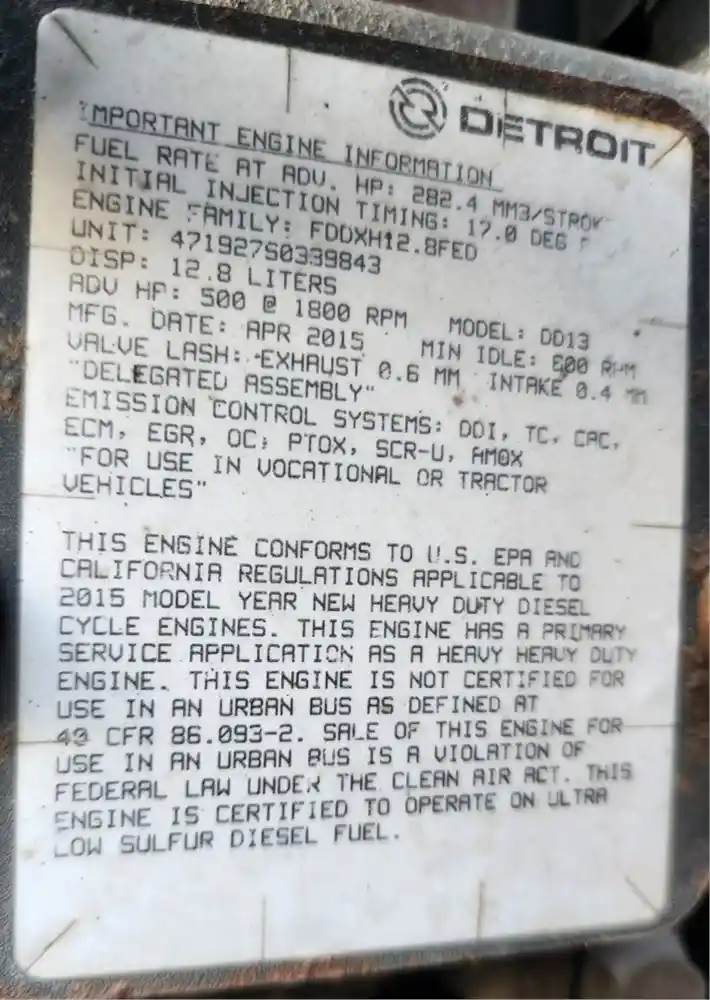 DETROIT
IMPORTANT ENGINE INFORMATION
FUEL RATE AT ADV. HP: 282.4 MM3/STROK
INITIAL INJECTION TIMING: 17.0 DEG
ENGINE FAMILY: FDDXH12.8FED
UNIT: 471927S0339843
DISP: 12.8 LITERS
ADV HP: 500 @ 1800 RPM MODEL: DD13
MFG. DATE: APR 2015 MIN IDLE: RPM
VALVE LASH: EXHAUST 0.6 MM INTAKE 0.4 MM
"DELEGATED ASSEMBLY"
EMISSION CONTROL SYSTEMS: DDI, TC, CAC,
ECM, EGR, OC, PTOX, SCR-U, AMOX
"FOR USE IN VOCATIONAL OR TRACTOR
VEHICLES"
THIS ENGINE CONFORMS TO U.S. EPA AND
CALIFORNIA REGULATIONS APPLICABLE TO
2015 MODEL YEAR NEW HEAVY DUTY DIESEL
CYCLE ENGINES. THIS ENGINE HAS A PRIMARY
SERVICE APPLICATION AS A HEAVY HEAVY DUTY
ENGINE. THIS ENGINE IS NOT CERTIFIED FOR
USE IN AN URBAN BUS AS DEFINED AT
40 CFR 86.093-2. SALE OF THIS ENGINE FOR
USE IN AN URBAN BUS IS A VIOLATION OF
FEDERAL LAW UNDER THE CLEAN AIR ACT. THIS
ENGINE IS CERTIFIED TO OPERATE ON ULTRA
LOW SULFUR DIESEL FUEL.